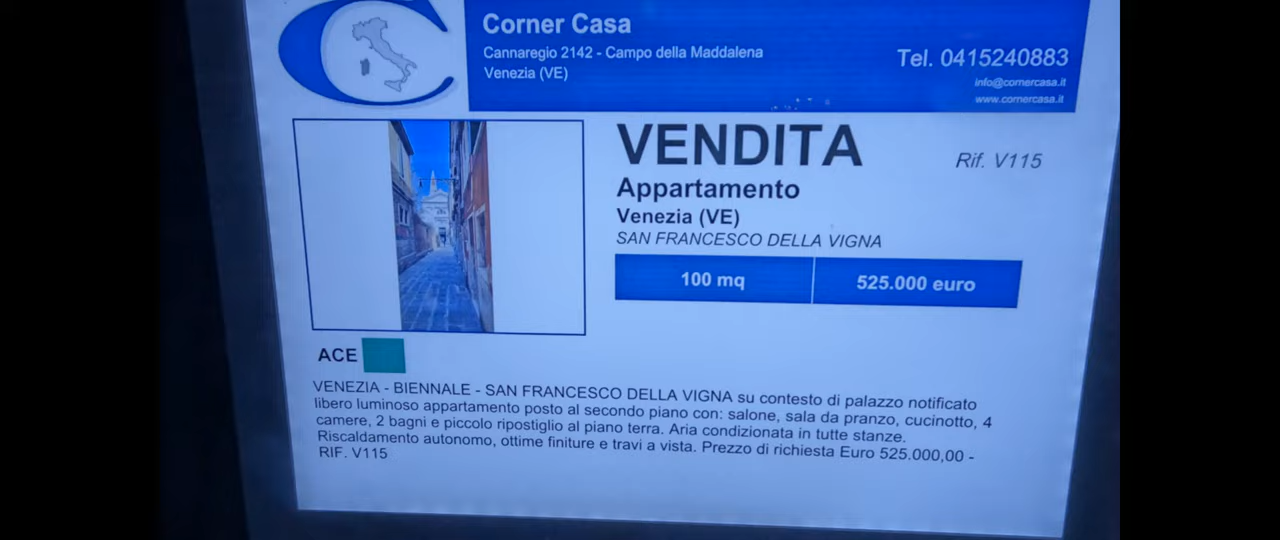 Corner Casa
Cannaregio 2142 - Campo della Maddalena
Venezia (VE)
Tel. 0415240883
info@cornercasa.it
www.cornercasa.it
VENDITA
Rif. V115
Appartamento
Venezia (VE)
SAN FRANCESCO DELLA VIGNA
100 mq
525.000 euro
ACE
VENEZIA - BIENNALE - SAN FRANCESCO DELLA VIGNA su contesto di palazzo notificato
libero luminoso appartamento posto al secondo piano con: salone, sala da pranzo, cucinotto, 4
camere, 2 bagni e piccolo ripostiglio al piano terra. Aria condizionata in tutte stanze.
Riscaldamento autonomo, ottime finiture e travi a vista. Prezzo di richiesta Euro 525.000,00 -
RIF. V115